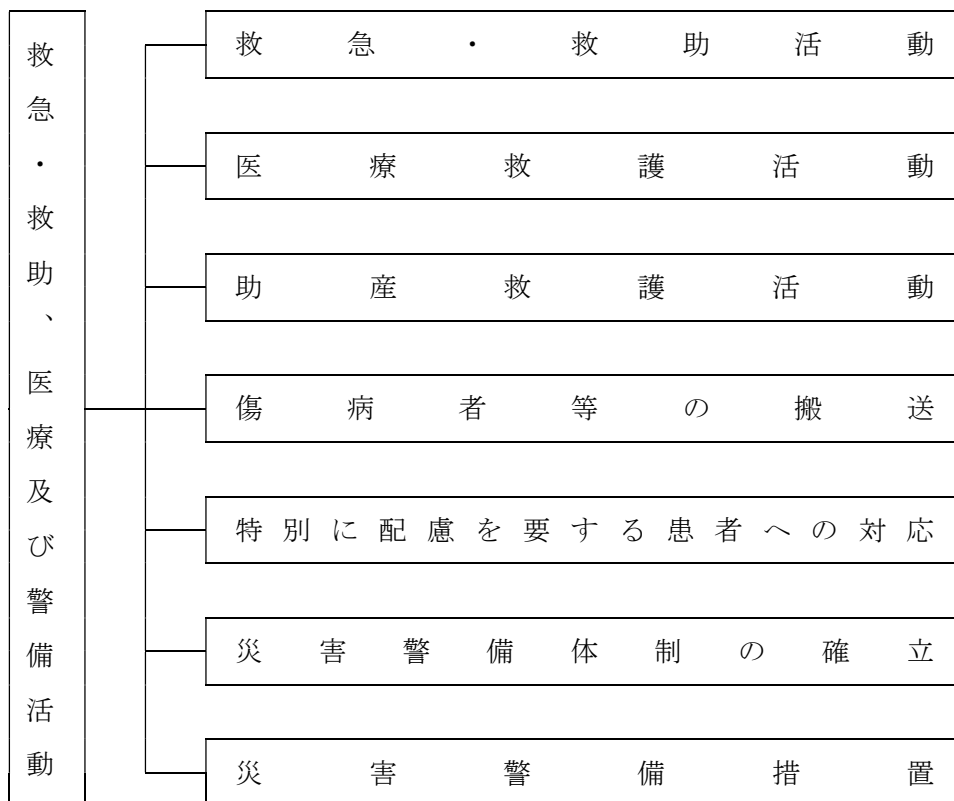 救急・救助、医療及び警備活動
救急・救助活動
医療救護活動
助産救護活動
傷病者等の搬送
特別に配慮を要する患者への対応
災害警備体制の確立
災害警備措置